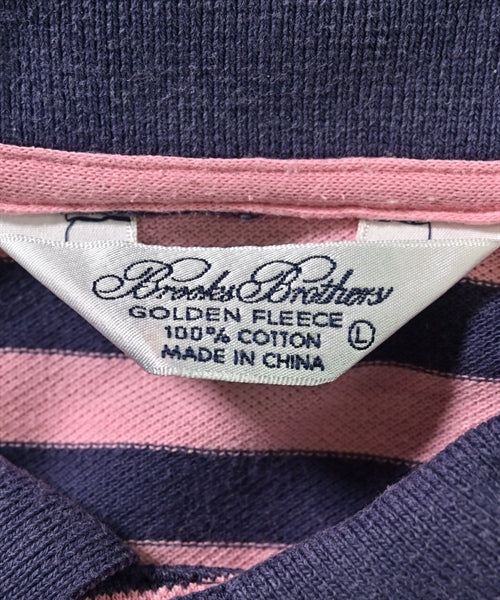 Brooks Brothers
GOLDEN FLEECE
100% COTTON
MADE IN CHINA
L